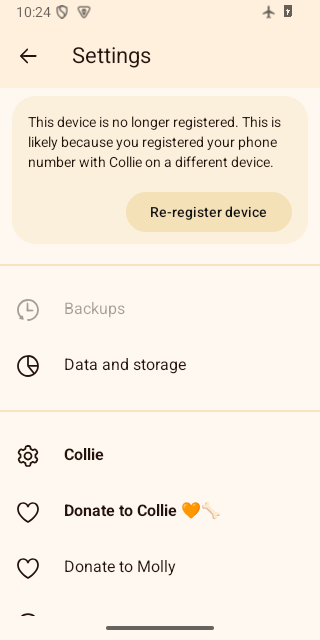 10:24
Settings
This device is no longer registered. This is
likely because you registered your phone
number with Collie on a different device.
Re-register device
Backups
Data and storage
Collie
Donate to Collie 🧡🦴
Donate to Molly